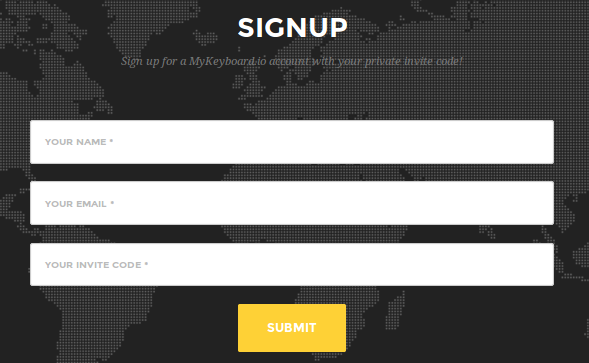 SIGNUP
Sign up for a MyKeyboard.io account with your private invite code!
YOUR NAME *
YOUR EMAIL *
YOUR INVITE CODE *
SUBMIT